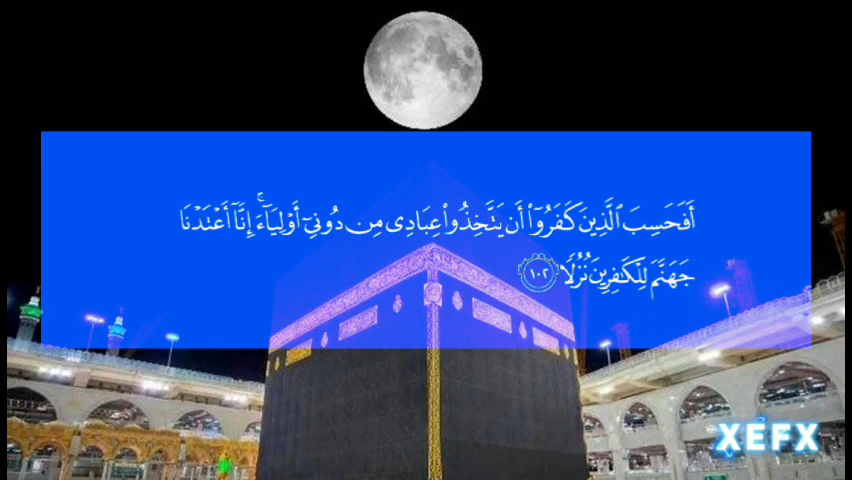 أَفَحَسِبَ ٱلَّذِينَ كَفَرُوٓا۟ أَن يَتَّخِذُوا۟ عِبَادِى مِن دُونِىٓ أَوْلِيَآءَ ۚ إِنَّآ أَعْتَدْنَا
جَهَنَّمَ لِلْكَٰفِرِينَ نُزُلًا ١٠٢
XEFX